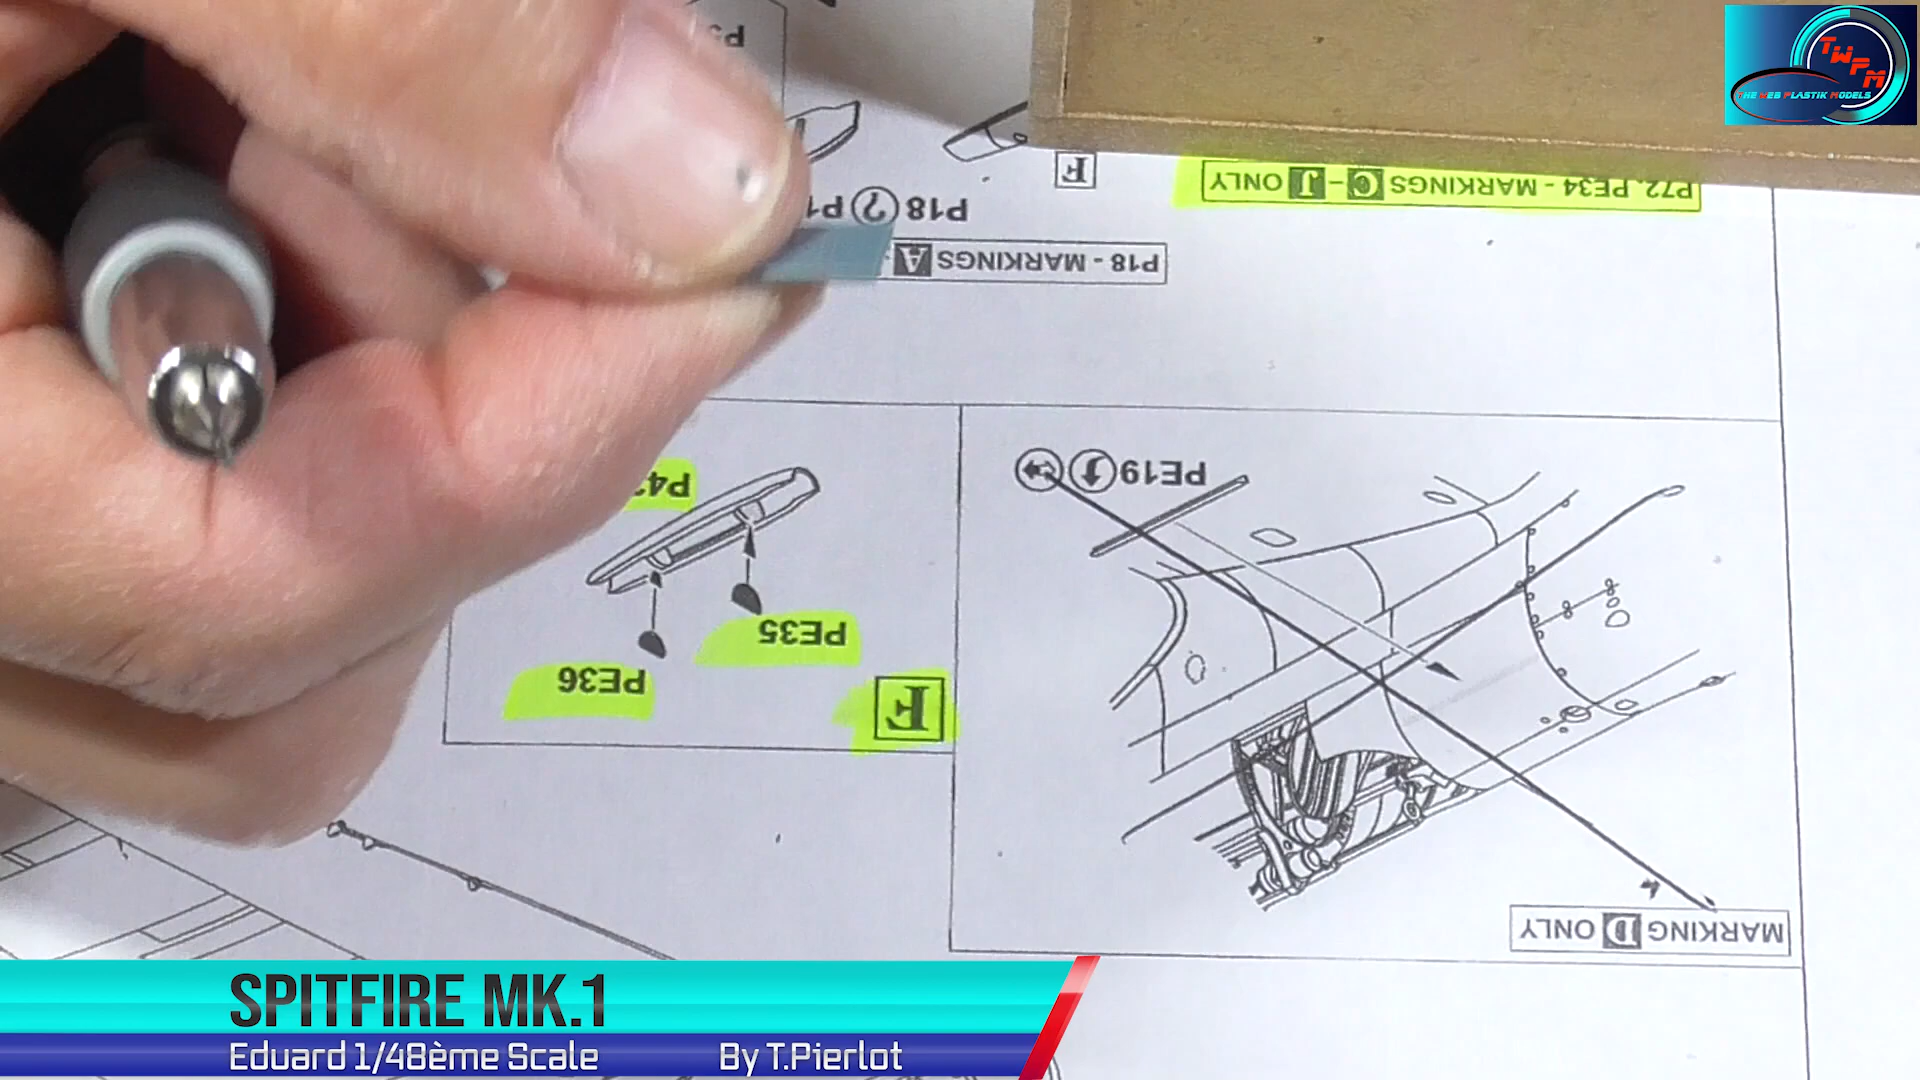 TWPM
THE WEB PLASTIK MODELS
P72, PE34 - MARKINGS C - J ONLY
F
P18 ? P1
P18 - MARKINGS A
PE19
PE35
PE36
F
MARKING D ONLY
SPITFIRE MK.1
Eduard 1/48ème Scale
By T.Pierlot